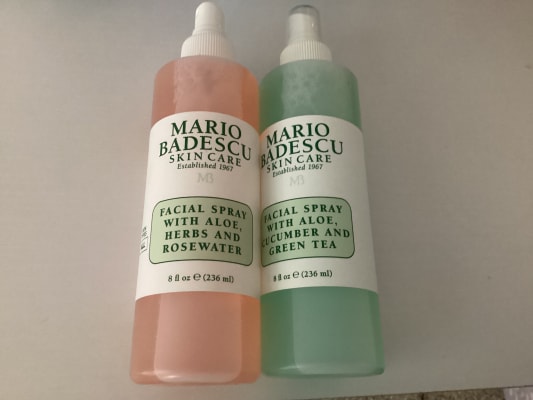 MARIO
BADESCU
SKIN CARE
Established 1967
MB
FACIAL SPRAY
WITH ALOE,
HERBS AND
ROSEWATER
8 fl oz ℮ (236 ml)
MARIO
BADESCU
SKIN CARE
Established 1967
MB
FACIAL SPRAY
WITH ALOE,
CUCUMBER AND
GREEN TEA
8 fl oz ℮ (236 ml)